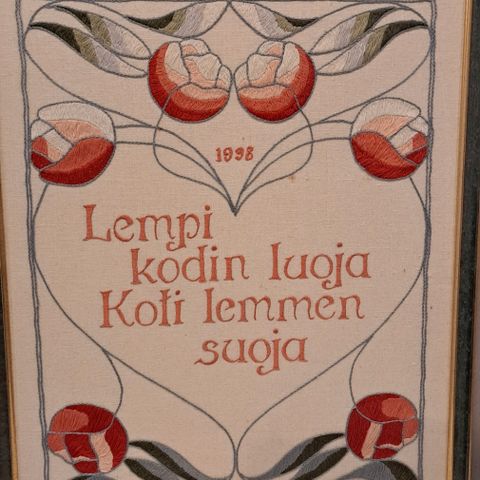 1998
Lempi
kodin luoja
Koti lemmen
suoja